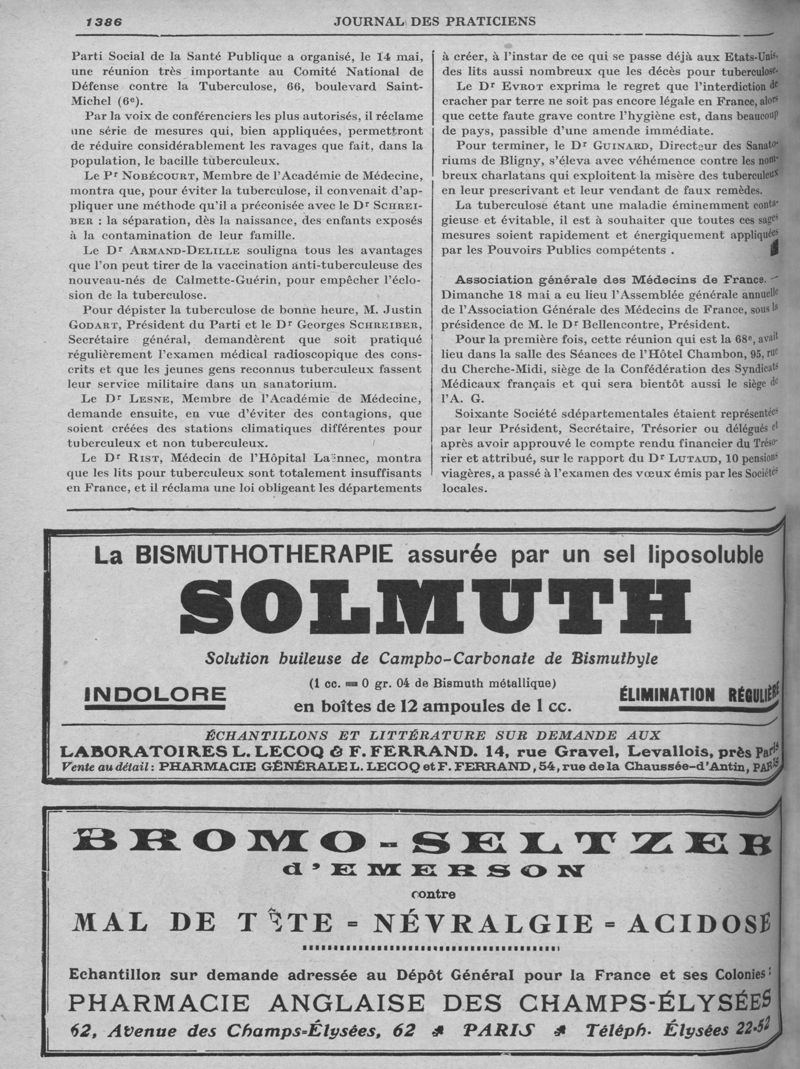 1386
JOURNAL DES PRATICIENS
Parti Social de la Santé Publique a organisé, le 14 mai,
une réunion très importante au Comité National de
Défense contre la Tuberculose, 66, boulevard Saint-
Michel (6e).
Par la voix de conférenciers les plus autorisés, il réclame
une série de mesures qui, bien appliquées, permettront
de réduire considérablement les ravages que fait, dans la
population, le bacille tuberculeux.
Le Pr NOBÉCOURT, Membre de l'Académie de Médecine,
montra que, pour éviter la tuberculose, il convenait d'ap-
pliquer une méthode qu'il a préconisée avec le Dr SCHREI-
BER : la séparation, dès la naissance, des enfants exposés
à la contamination de leur famille.
Le Dr ARMAND-DELILLE souligna tous les avantages
que l'on peut tirer de la vaccination anti-tuberculeuse des
nouveau-nés de Calmette-Guérin, pour empêcher l'éclo-
sion de la tuberculose.
Pour dépister la tuberculose de bonne heure, M. Justin
GODART, Président du Parti et le Dr Georges SCHREIBER,
Secrétaire général, demandèrent que soit pratiqué
régulièrement l'examen médical radioscopique des cons-
crits et que les jeunes gens reconnus tuberculeux fassent
leur service militaire dans un sanatorium.
Le Dr LESNE, Membre de l'Académie de Médecine,
demande ensuite, en vue d'éviter des contagions, que
soient créées des stations climatiques différentes pour
tuberculeux et non tuberculeux.
Le Dr RIST, Médecin de l'Hôpital Laënnec, montra
que les lits pour tuberculeux sont totalement insuffisants
en France, et il réclama une loi obligeant les départements
à créer, à l'instar de ce qui se passe déjà aux Etats-Unis,
des lits aussi nombreux que les décès pour tuberculose.
Le Dr EVROT exprima le regret que l'interdiction de
cracher par terre ne soit pas encore légale en France, alors
que cette faute grave contre l'hygiène est, dans beaucoup
de pays, passible d'une amende immédiate.
Pour terminer, le Dr GUINARD, Directeur des Sanato-
riums de Bligny, s'éleva avec véhémence contre les nom-
breux charlatans qui exploitent la misère des tuberculeux
en leur prescrivant et leur vendant de faux remèdes.
La tuberculose étant une maladie éminemment conta-
gieuse et évitable, il est à souhaiter que toutes ces sages
mesures soient rapidement et énergiquement appliquées
par les Pouvoirs Publics compétents .
Association générale des Médecins de France. —
Dimanche 18 mai a eu lieu l'Assemblée générale annuelle
de l'Association Générale des Médecins de France, sous la
présidence de M. le Dr Bellencontre, Président.
Pour la première fois, cette réunion qui est la 68e, avait
lieu dans la salle des Séances de l'Hôtel Chambon, 95, rue
du Cherche-Midi, siège de la Confédération des Syndicats
Médicaux français et qui sera bientôt aussi le siège de
l'A. G.
Soixante Société sdépartementales étaient représentées
par leur Président, Secrétaire, Trésorier ou délégués et
après avoir approuvé le compte rendu financier du Tréso-
rier et attribué, sur le rapport du Dr LUTAUD, 10 pensions
viagères, a passé à l'examen des vœux émis par les Sociétés
locales.
La BISMUTHOTHERAPIE assurée par un sel liposoluble
SOLMUTH
Solution huileuse de Campho-Carbonate de Bismuthyle
(1 cc. = 0 gr. 04 de Bismuth métallique)
INDOLORE
en boîtes de 12 ampoules de 1 cc.
ÉLIMINATION RÉGULIÈRE
ÉCHANTILLONS ET LITTÉRATURE SUR DEMANDE AUX
LABORATOIRES L. LECOQ & F. FERRAND. 14, rue Gravel, Levallois, près Paris
Vente au détail : PHARMACIE GÉNÉRALE L. LECOQ et F. FERRAND, 54, rue de la Chaussée-d'Antin, PARIS
BROMO-SELTZER
d'EMERSON
contre
MAL DE TÊTE = NÉVRALGIE = ACIDOSE
Echantillon sur demande adressée au Dépôt Général pour la France et ses Colonies :
PHARMACIE ANGLAISE DES CHAMPS-ÉLYSÉES
62, Avenue des Champs-Élysées, 62 PARIS Téléph. Élysées 22-52